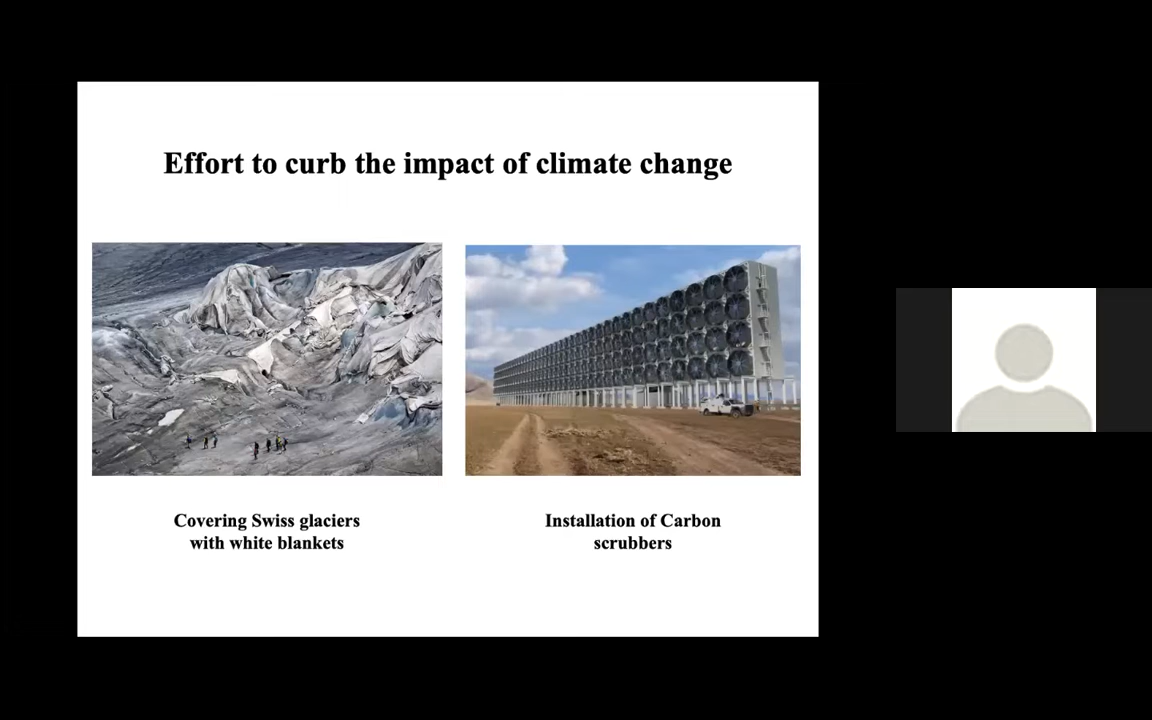 Effort to curb the impact of climate change
Covering Swiss glaciers
with white blankets
Installation of Carbon
scrubbers